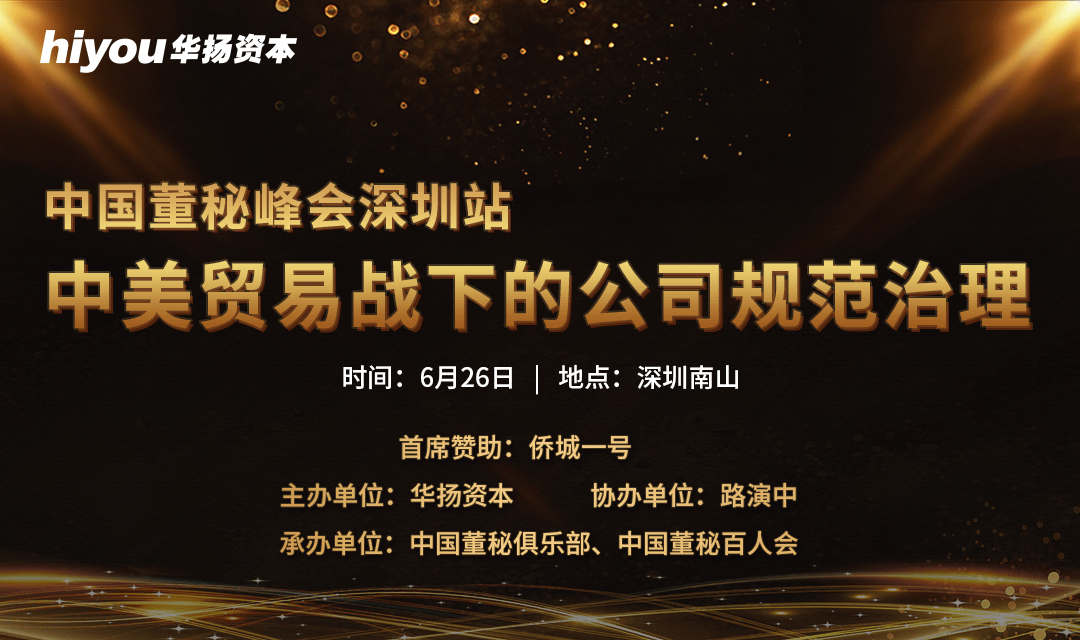 hiyou华扬资本
中国董秘峰会深圳站
中美贸易战下的公司规范治理
时间：6月26日 | 地点：深圳南山
首席赞助：侨城一号
主办单位：华扬资本 协办单位：路演中
承办单位：中国董秘俱乐部、中国董秘百人会